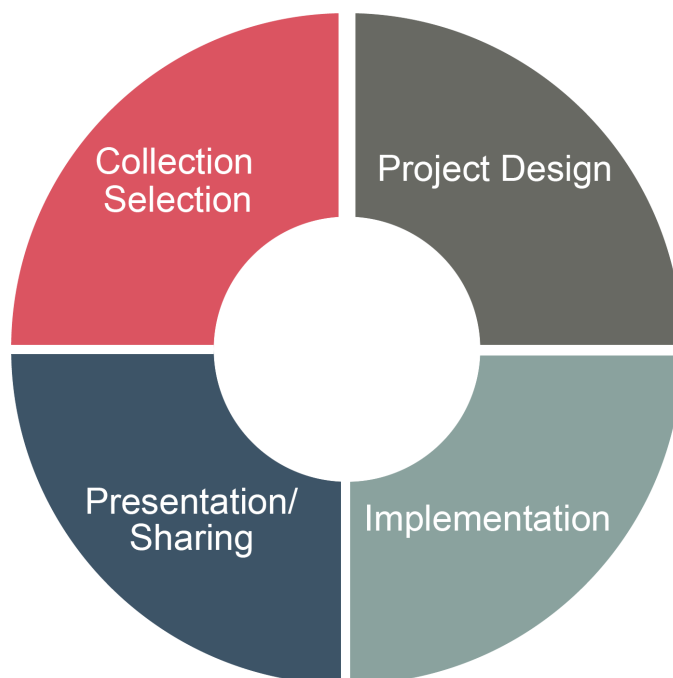 Collection
Selection
Project Design
Presentation/
Sharing
Implementation